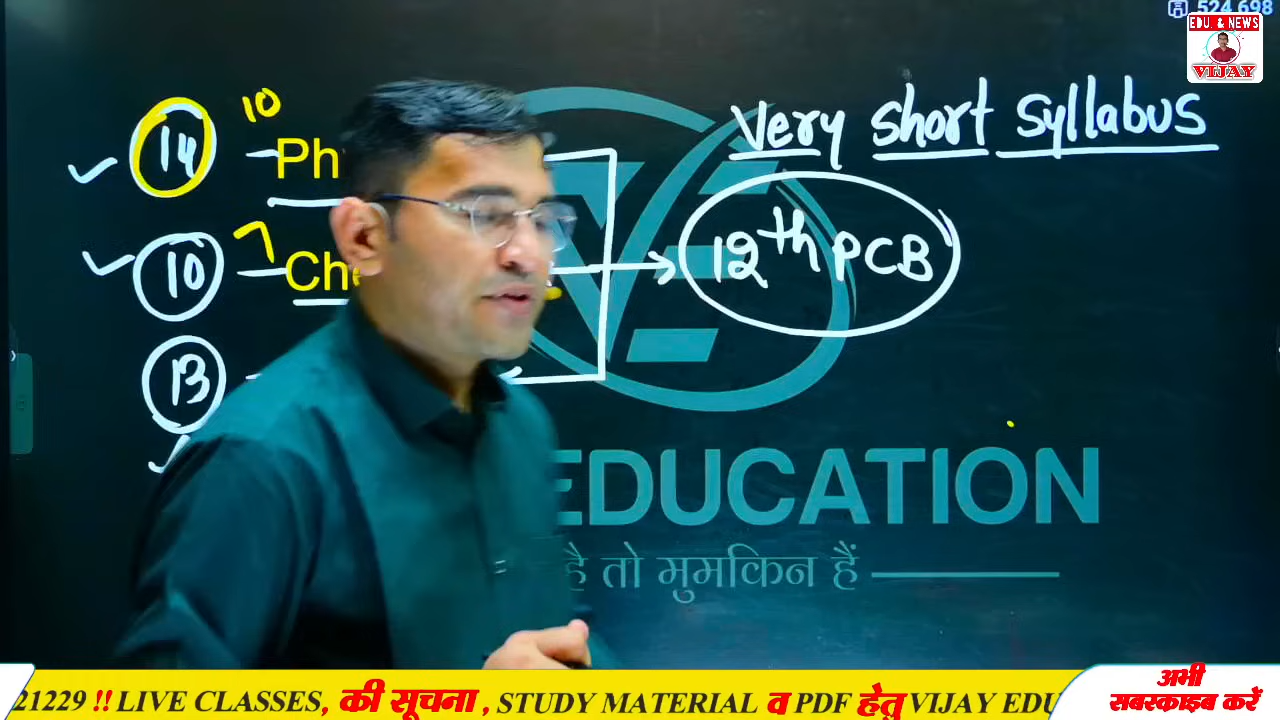 524,698
EDU. & NEWS
VIJAY
Very short syllabus
14 10 Ph
10 7 Che
12th PCB
13
EDUCATION
है तो मुमकिन हैं
21229 !! LIVE CLASSES, की सूचना , STUDY MATERIAL व PDF हेतु VIJAY EDU
अभी
सबस्क्राइब करें